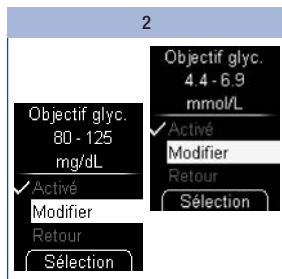 2
Objectif glyc.
80 - 125
mg/dL
Activé
Modifier
Retour
Sélection
Objectif glyc.
4.4 - 6.9
mmol/L
Activé
Modifier
Retour
Sélection